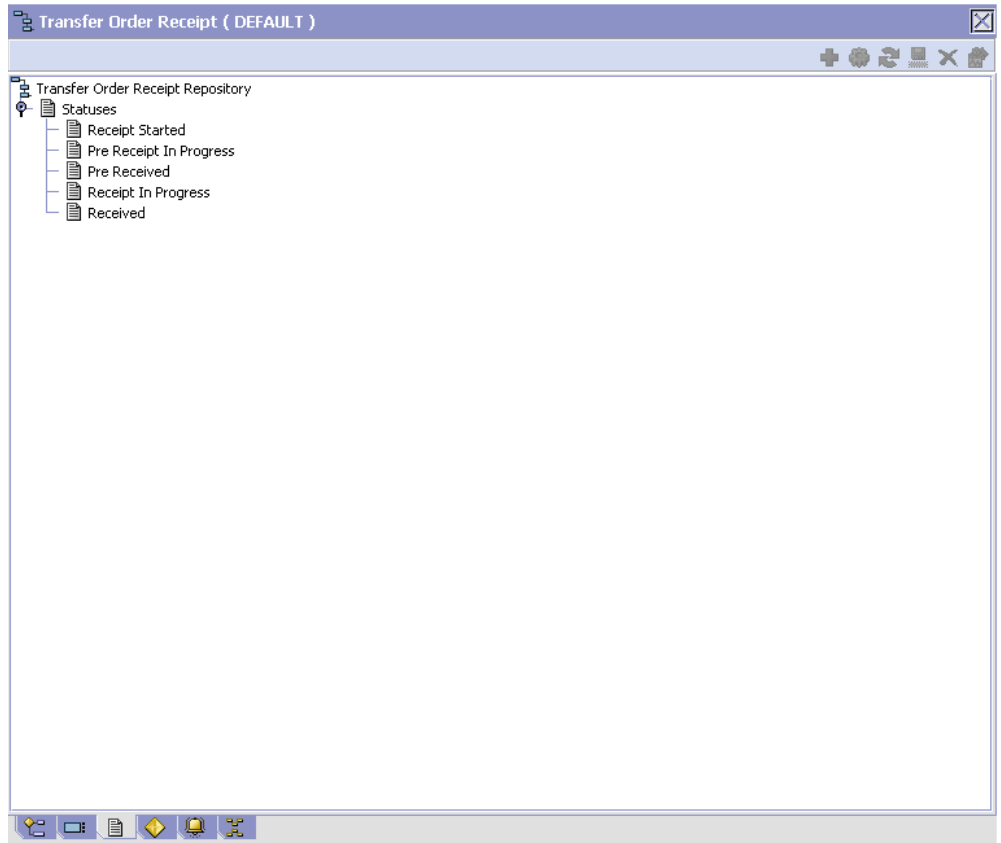 Transfer Order Receipt ( DEFAULT )
Transfer Order Receipt Repository
Statuses
Receipt Started
Pre Receipt In Progress
Pre Received
Receipt In Progress
Received